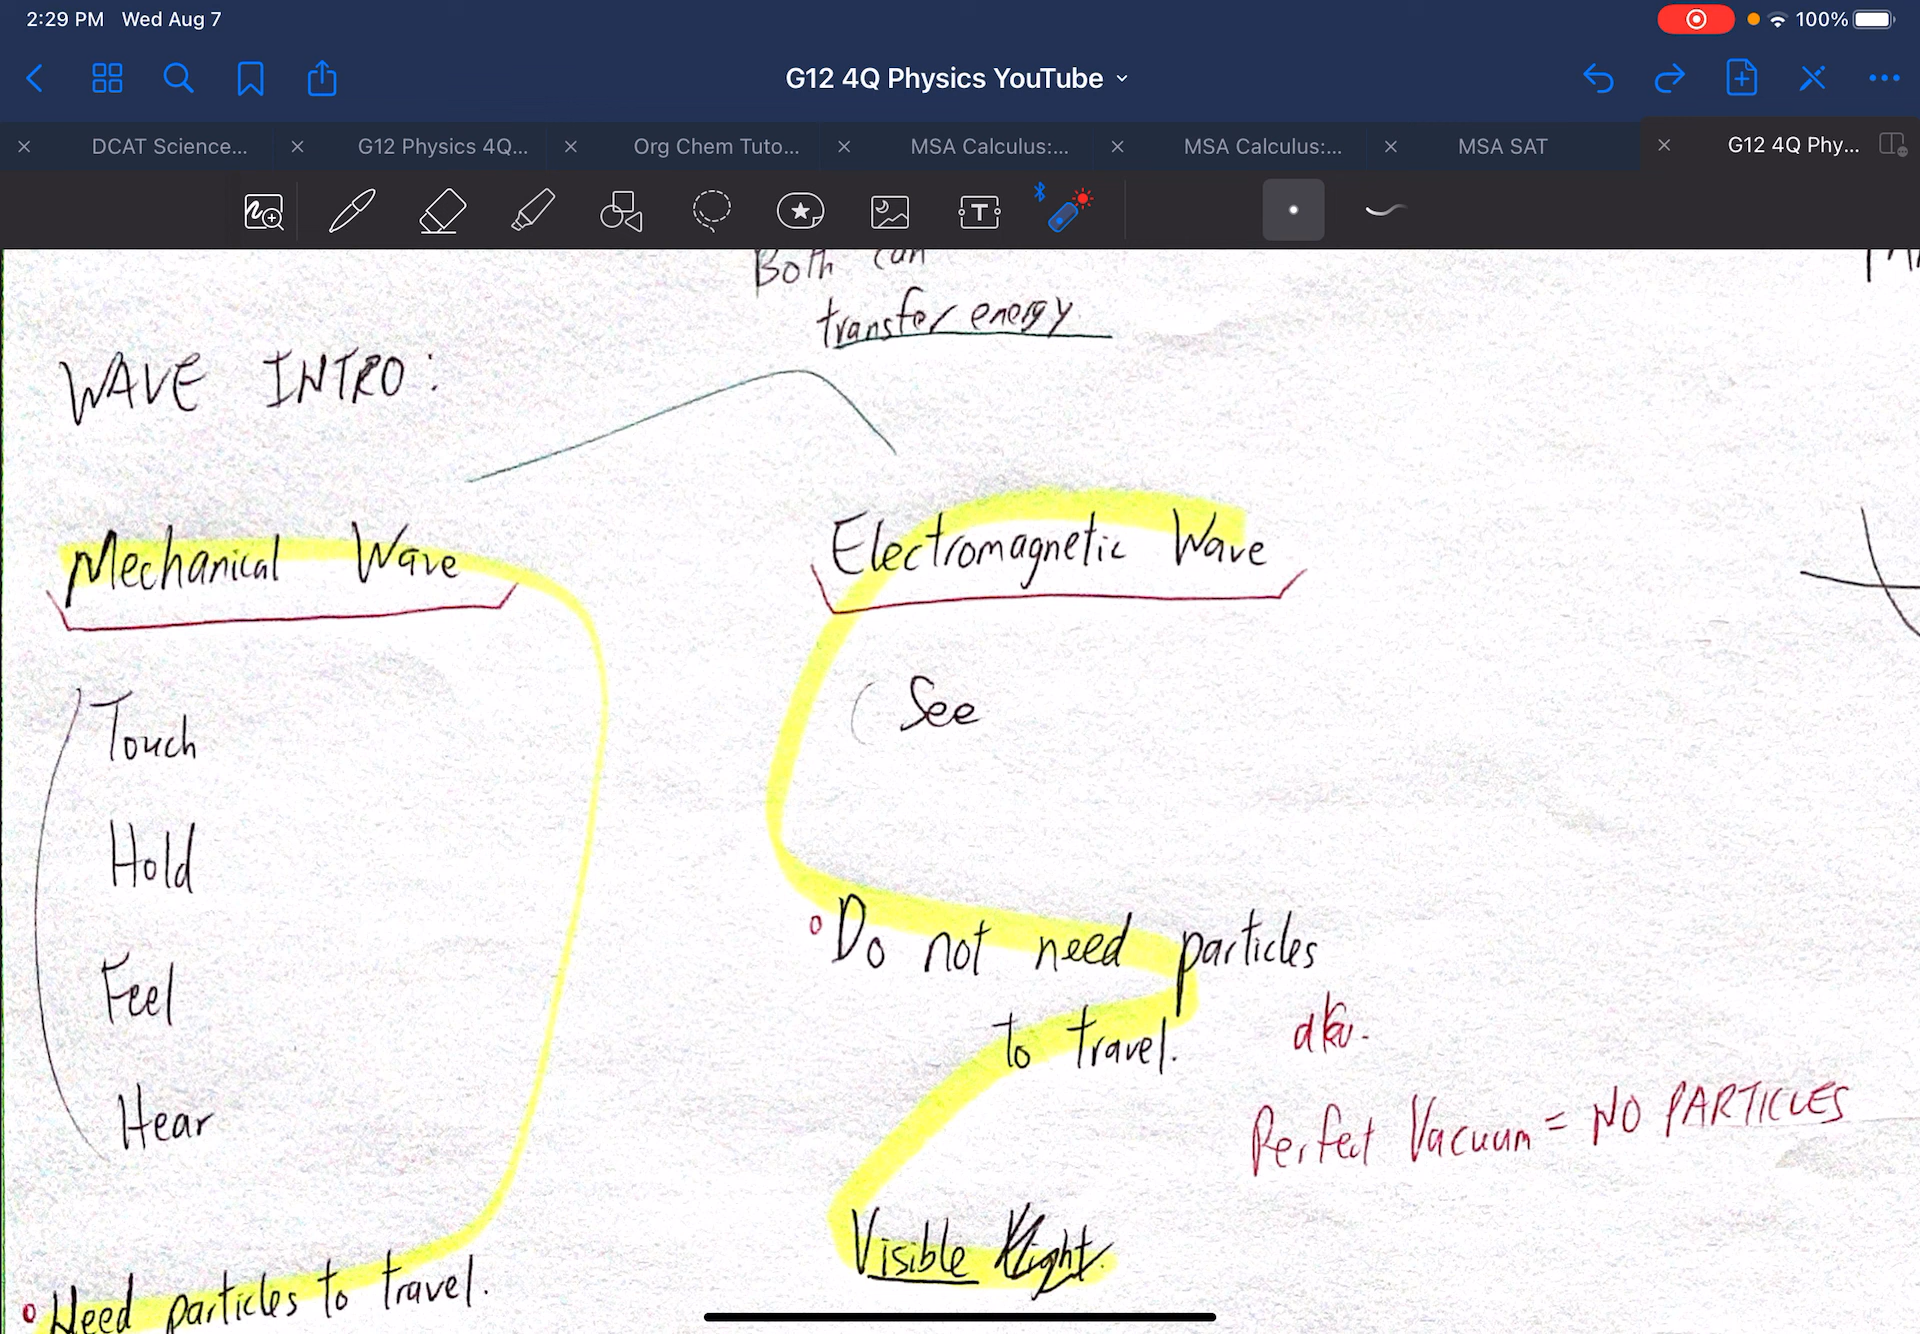 2:29 PM Wed Aug 7
100%
G12 4Q Physics YouTube
DCAT Science...
G12 Physics 4Q...
Org Chem Tuto...
MSA Calculus:...
MSA Calculus:...
MSA SAT
G12 4Q Phy...
Both can
transfer energy
WAVE INTRO:
Mechanical Wave
Electromagnetic Wave
Touch
See
Hold
Feel
Hear
Do not need particles
to travel.
Perfect Vacuum = NO PARTICLES
Visible Light.
Need particles to travel.